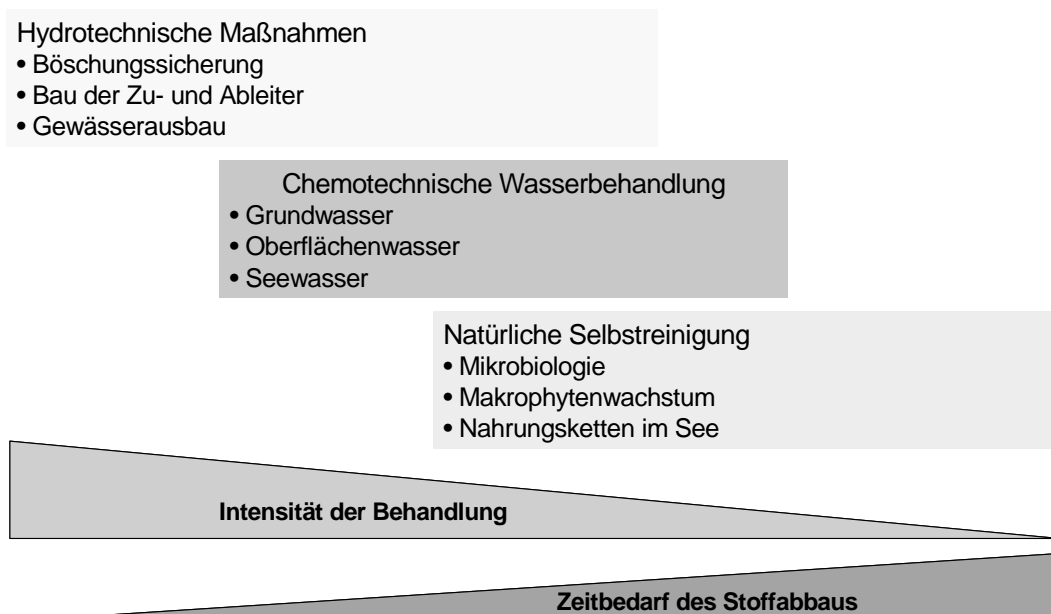 Hydrotechnische Maßnahmen
• Böschungssicherung
• Bau der Zu- und Ableiter
• Gewässerausbau
Chemotechnische Wasserbehandlung
• Grundwasser
• Oberflächenwasser
• Seewasser
Natürliche Selbstreinigung
• Mikrobiologie
• Makrophytenwachstum
• Nahrungsketten im See
Intensität der Behandlung
Zeitbedarf des Stoffabbaus